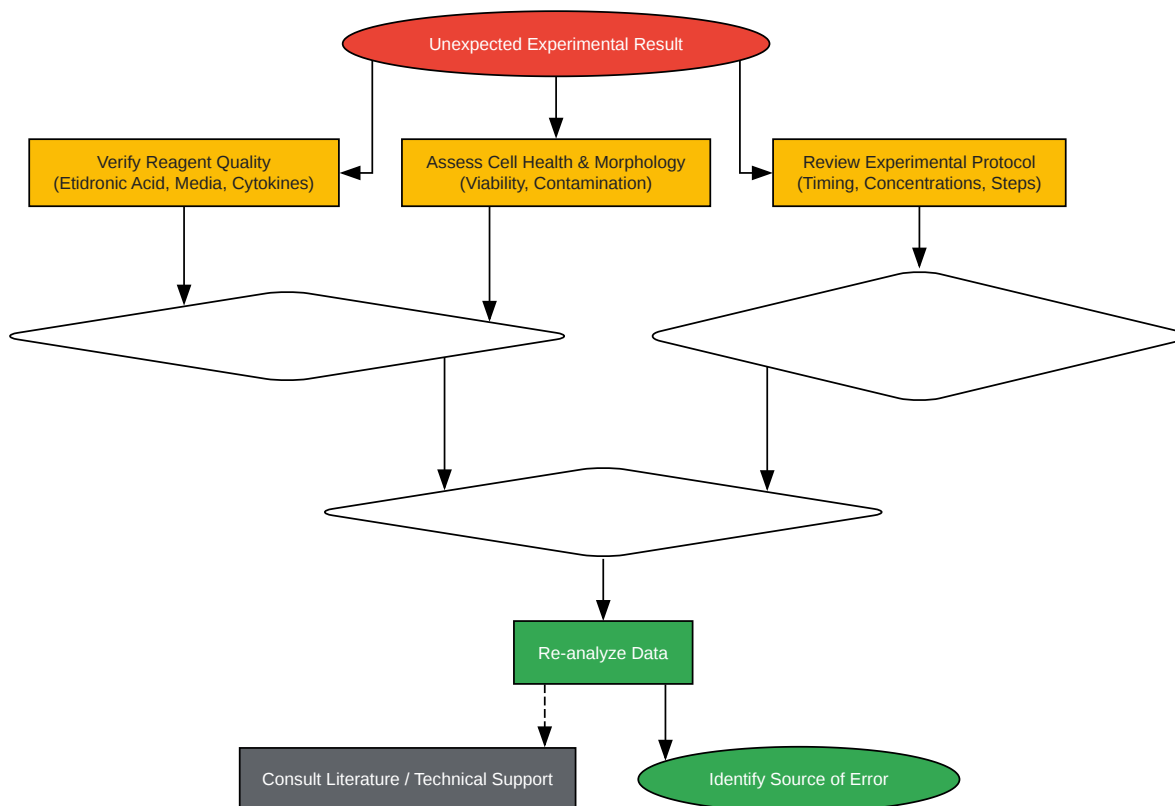 Unexpected Experimental Result
Verify Reagent Quality
(Etidronic Acid, Media, Cytokines)
Assess Cell Health & Morphology
(Viability, Contamination)
Review Experimental Protocol
(Timing, Concentrations, Steps)
Re-analyze Data
Consult Literature / Technical Support
Identify Source of Error